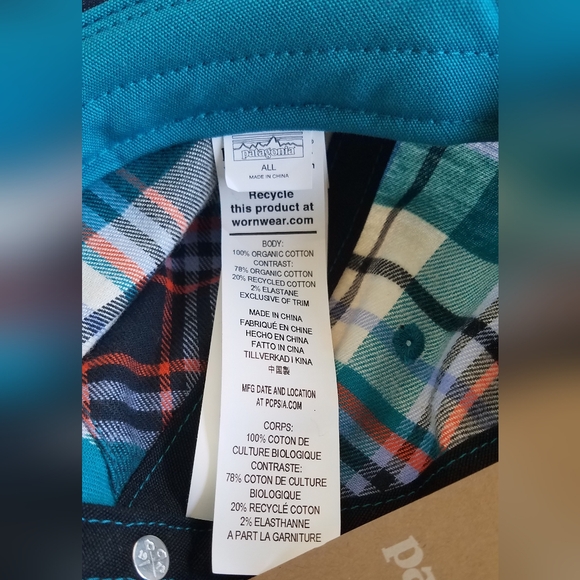 patagonia
ALL
MADE IN CHINA
Recycle
this product at
wornwear.com
BODY:
100% ORGANIC COTTON
CONTRAST:
78% ORGANIC COTTON
20% RECYCLED COTTON
2% ELASTANE
EXCLUSIVE OF TRIM
MADE IN CHINA
FABRIQUÉ EN CHINE
HECHO EN CHINA
FATTO IN CINA
TILLVERKAD I KINA
中国製
MFG DATE AND LOCATION
AT PCPSIA.COM
CORPS:
100% COTON DE
CULTURE BIOLOGIQUE
CONTRASTE:
78% COTON DE CULTURE
BIOLOGIQUE
20% RECYCLÉ COTON
2% ELASTHANNE
A PART LA GARNITURE